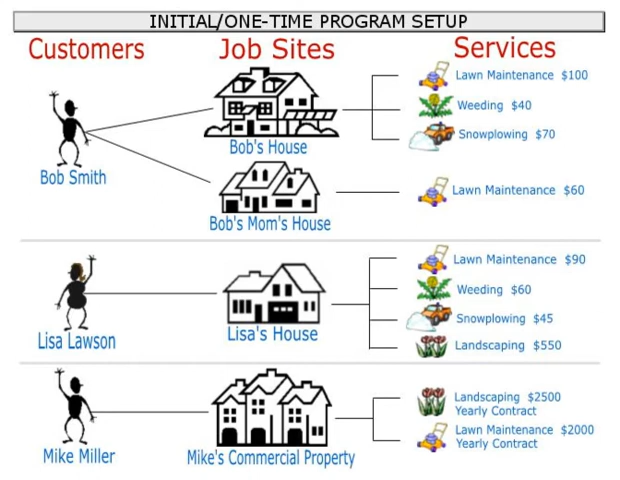 INITIAL/ONE-TIME PROGRAM SETUP
Customers
Job Sites
Services
Bob Smith
Bob's House
Lawn Maintenance $100
Weeding $40
Snowplowing $70
Bob's Mom's House
Lawn Maintenance $60
Lisa Lawson
Lisa's House
Lawn Maintenance $90
Weeding $60
Snowplowing $45
Landscaping $550
Mike Miller
Mike's Commercial Property
Landscaping $2500
Yearly Contract
Lawn Maintenance $2000
Yearly Contract